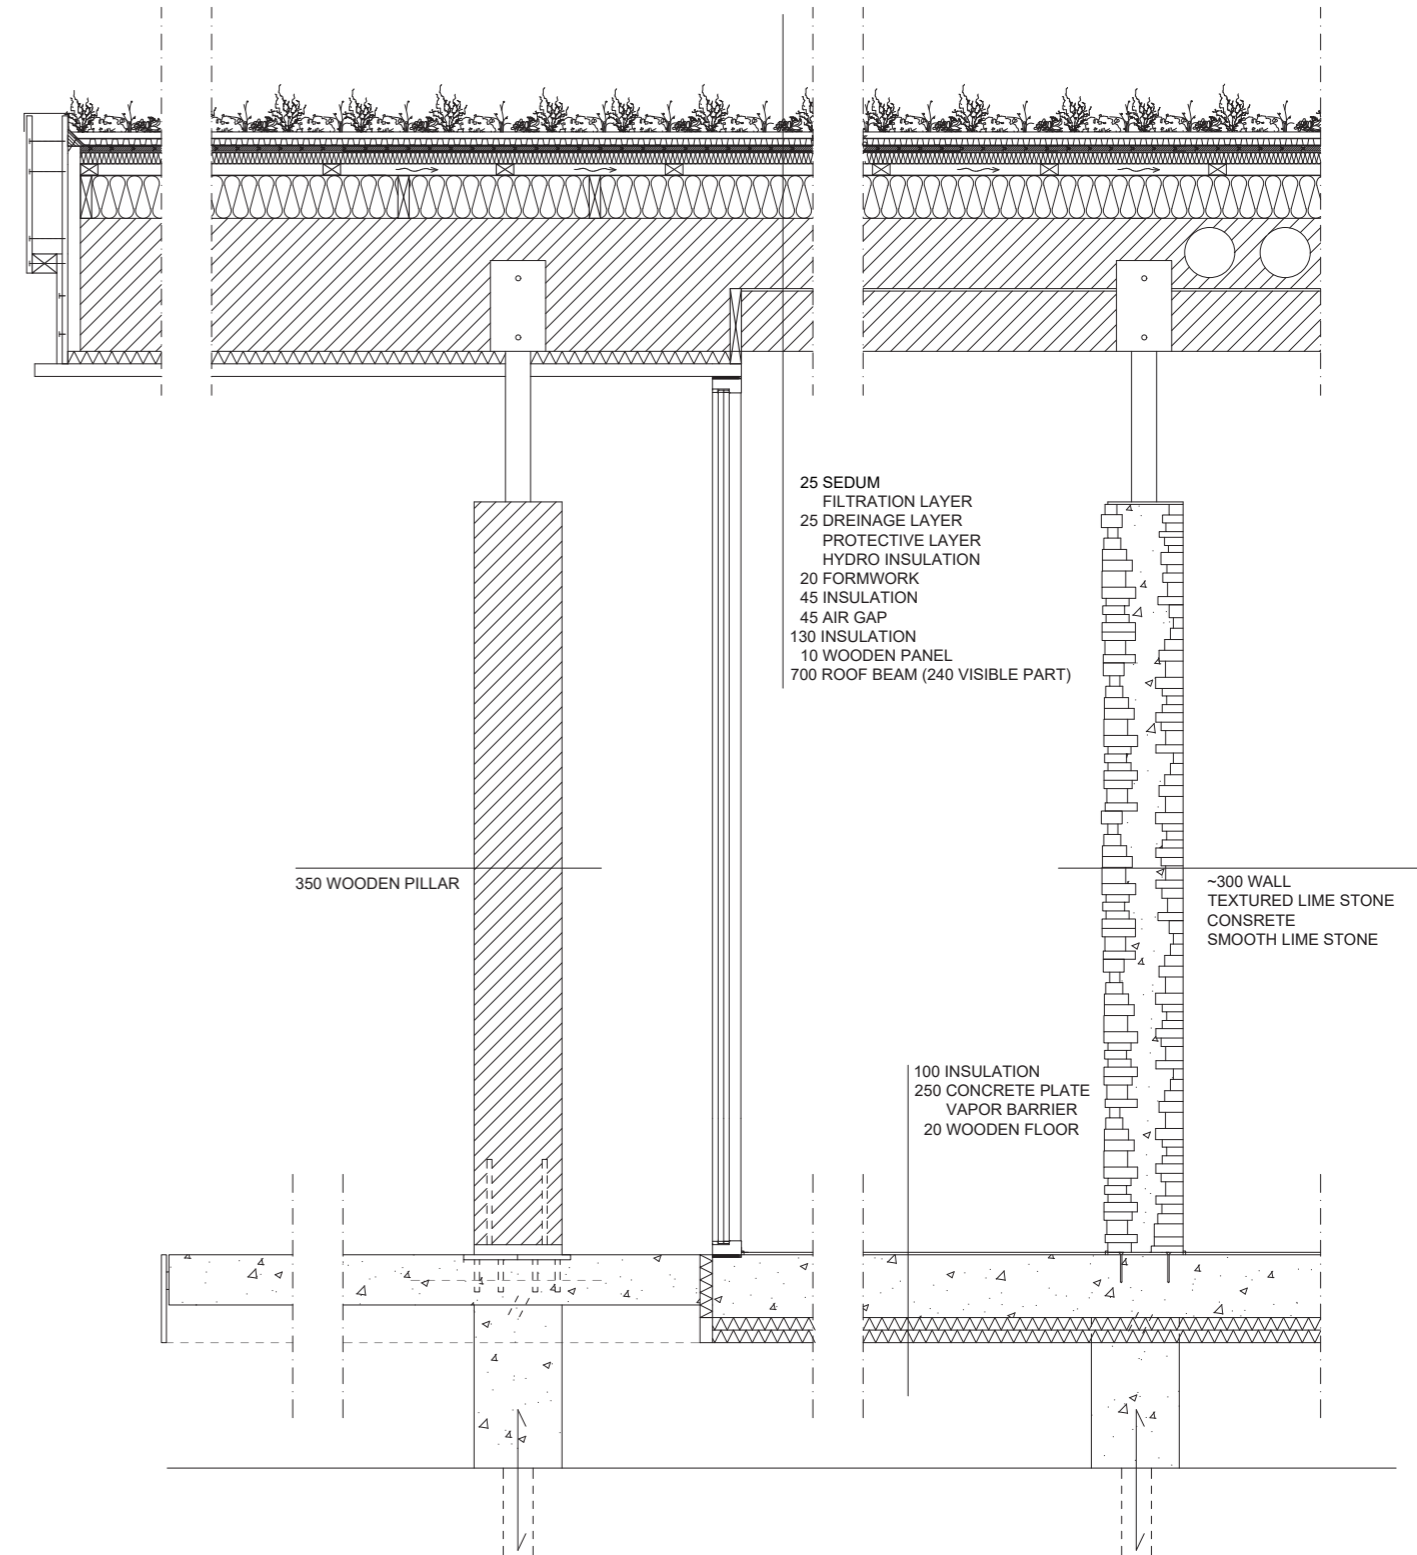 25 SEDUM
FILTRATION LAYER
25 DREINAGE LAYER
PROTECTIVE LAYER
HYDRO INSULATION
20 FORMWORK
45 INSULATION
45 AIR GAP
130 INSULATION
10 WOODEN PANEL
700 ROOF BEAM (240 VISIBLE PART)
350 WOODEN PILLAR
~300 WALL
TEXTURED LIME STONE
CONSRETE
SMOOTH LIME STONE
100 INSULATION
250 CONCRETE PLATE
VAPOR BARRIER
20 WOODEN FLOOR